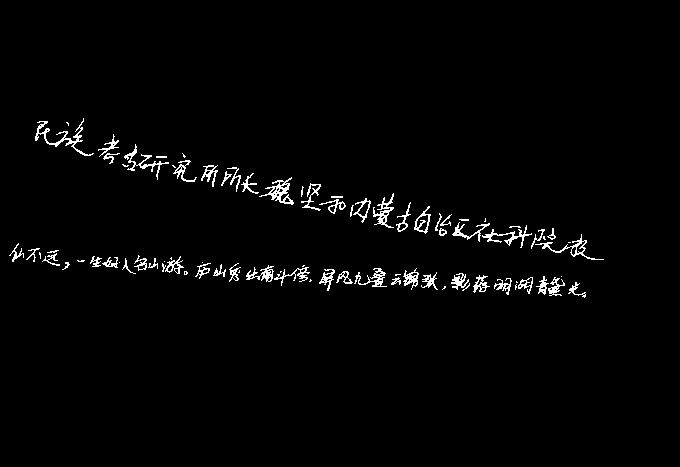 民族考古研究所所长魏坚和内蒙古自治区社科院教
仙不远,一生好入名山游。庐山秀出南斗傍,屏风九叠云锦张,影落明湖青黛光。